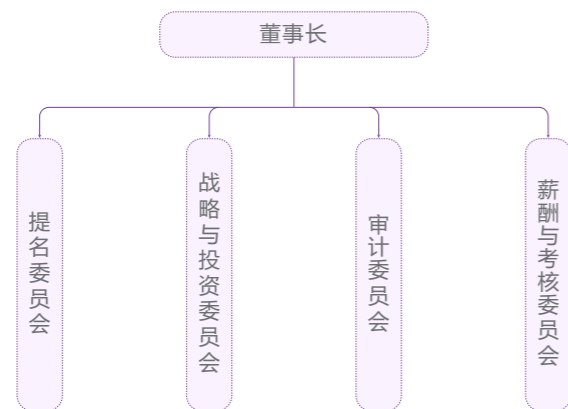 董事长
提名委员会
战略与投资委员会
审计委员会
薪酬与考核委员会